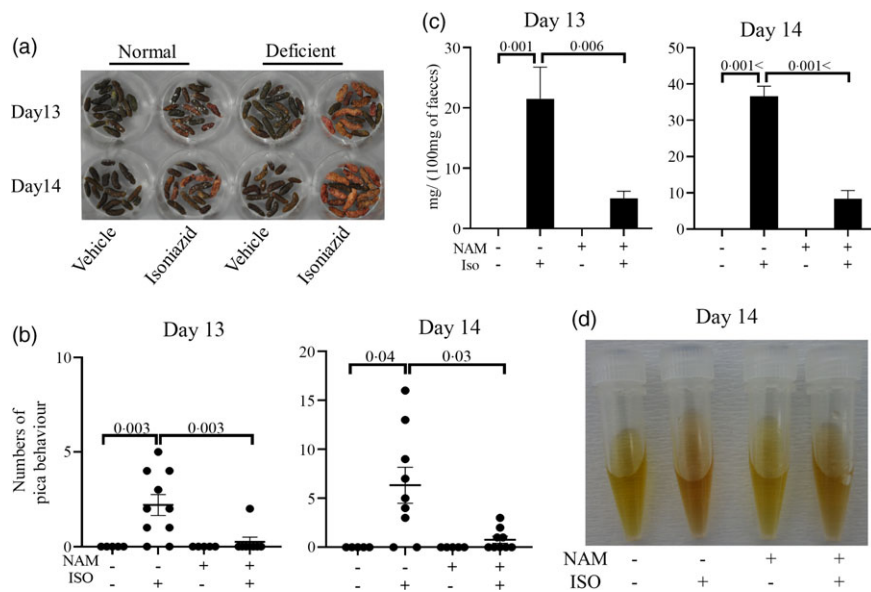 (a)
Normal Deficient
Day13
Day14
Vehicle Isoniazid Vehicle Isoniazid
(b)
Day 13
Numbers of
pica behaviour
10
5
0
0·003 0·003
NAM - - + +
ISO - + - +
Day 14
20
15
10
5
0
0·04 0·03
- - + +
- + - +
(c)
Day 13
mg/ (100mg of faeces)
30
20
10
0
0·001 0·006
NAM - - + +
Iso - + - +
Day 14
50
40
30
20
10
0
0·001< 0·001<
- - + +
- + - +
(d)
Day 14
NAM - - + +
ISO - + - +